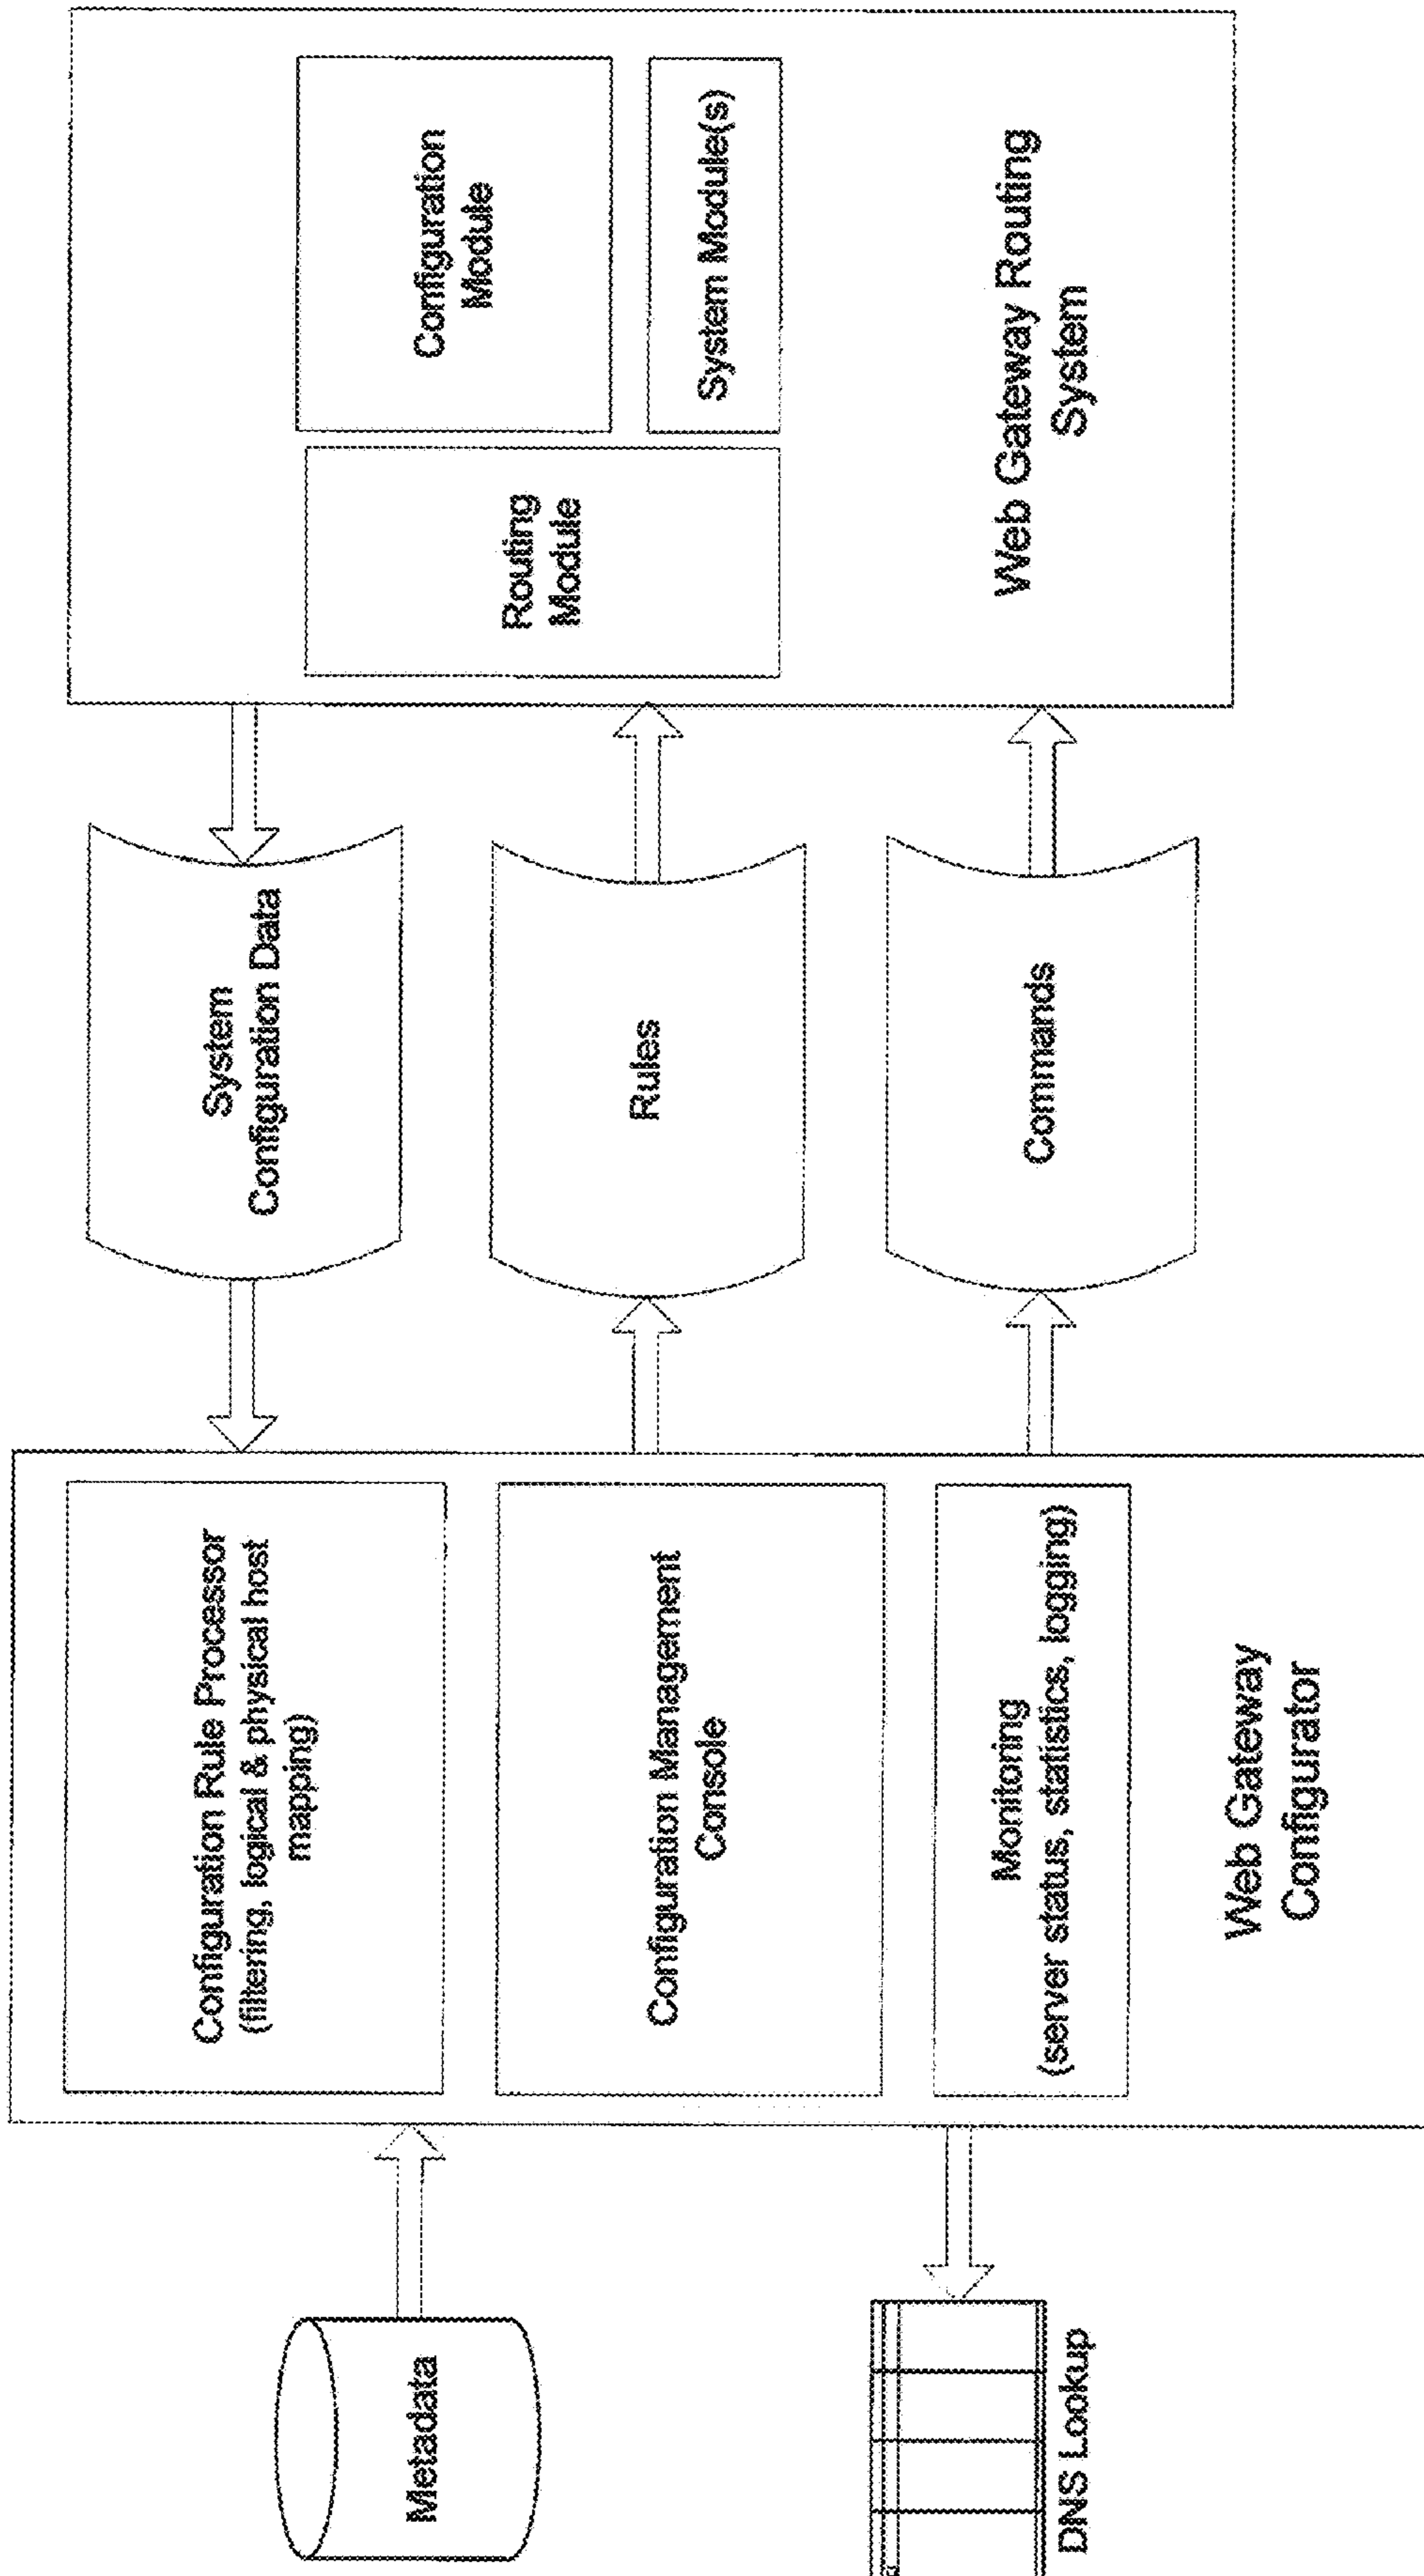 Metadata
DNS Lookup
Configuration Rule Processor
(filtering, logical & physical host
mapping)
Configuration Management
Console
Monitoring
(server status, statistics, logging)
Web Gateway
Configurator
System
Configuration Data
Rules
Commands
Routing
Module
Configuration
Module
System Module(s)
Web Gateway Routing
System